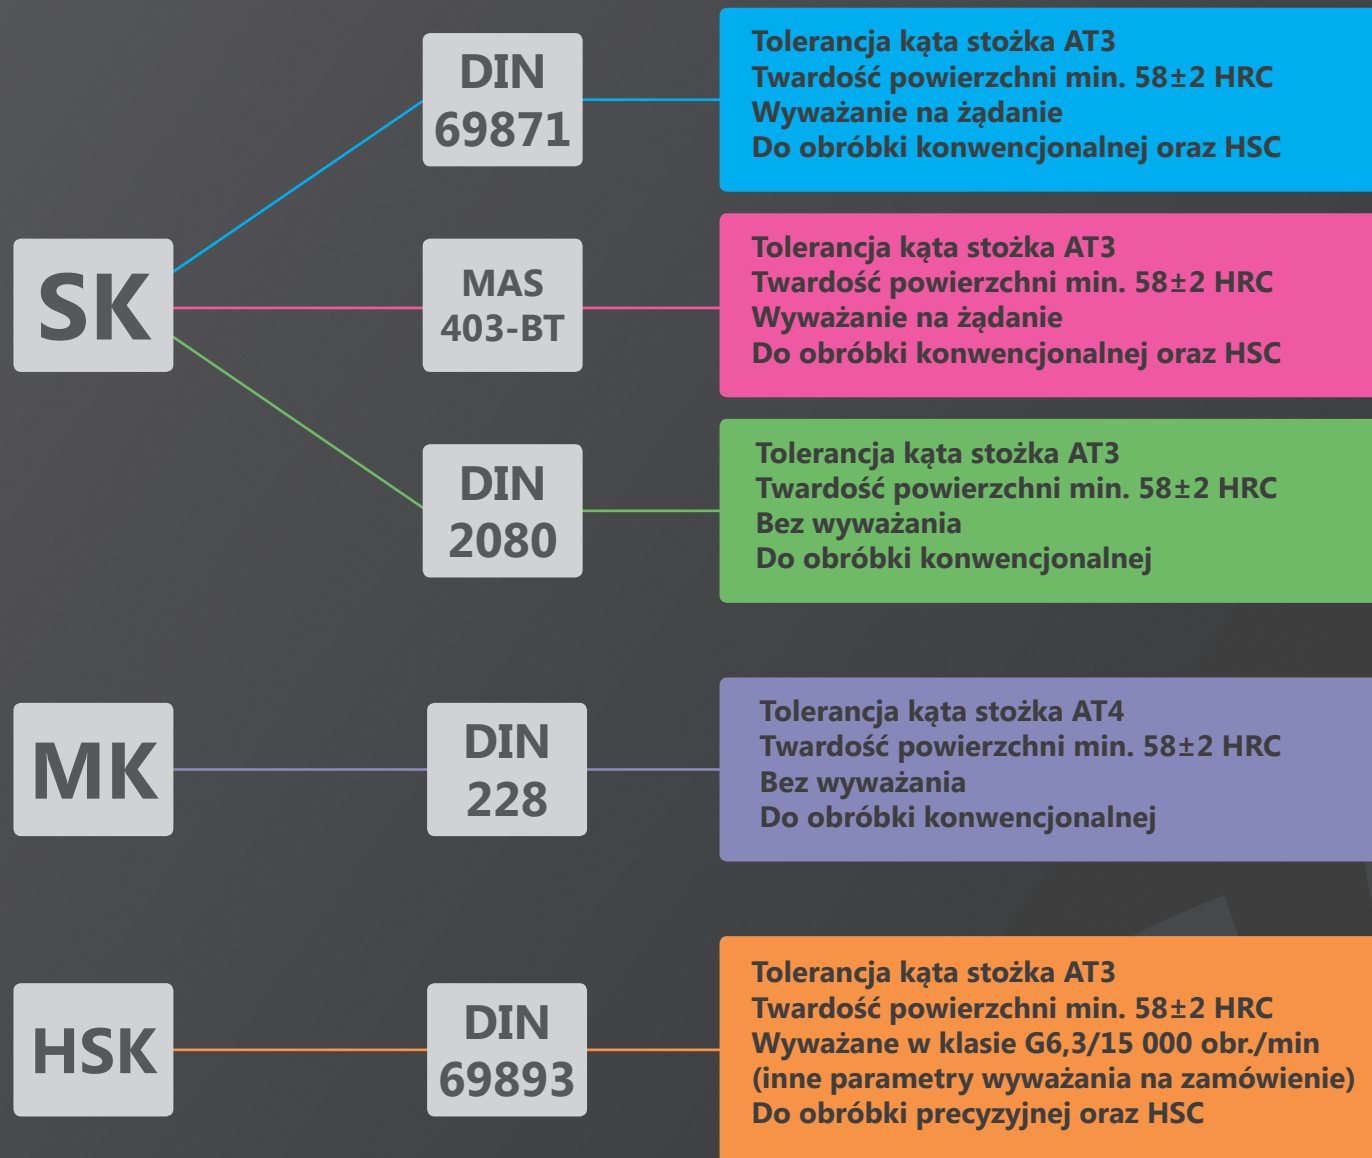 SK
DIN
69871
Tolerancja kąta stożka AT3
Twardość powierzchni min. 58±2 HRC
Wyważanie na żądanie
Do obróbki konwencjonalnej oraz HSC
MAS
403-BT
Tolerancja kąta stożka AT3
Twardość powierzchni min. 58±2 HRC
Wyważanie na żądanie
Do obróbki konwencjonalnej oraz HSC
DIN
2080
Tolerancja kąta stożka AT3
Twardość powierzchni min. 58±2 HRC
Bez wyważania
Do obróbki konwencjonalnej
MK
DIN
228
Tolerancja kąta stożka AT4
Twardość powierzchni min. 58±2 HRC
Bez wyważania
Do obróbki konwencjonalnej
HSK
DIN
69893
Tolerancja kąta stożka AT3
Twardość powierzchni min. 58±2 HRC
Wyważane w klasie G6,3/15 000 obr./min
(inne parametry wyważania na zamówienie)
Do obróbki precyzyjnej oraz HSC